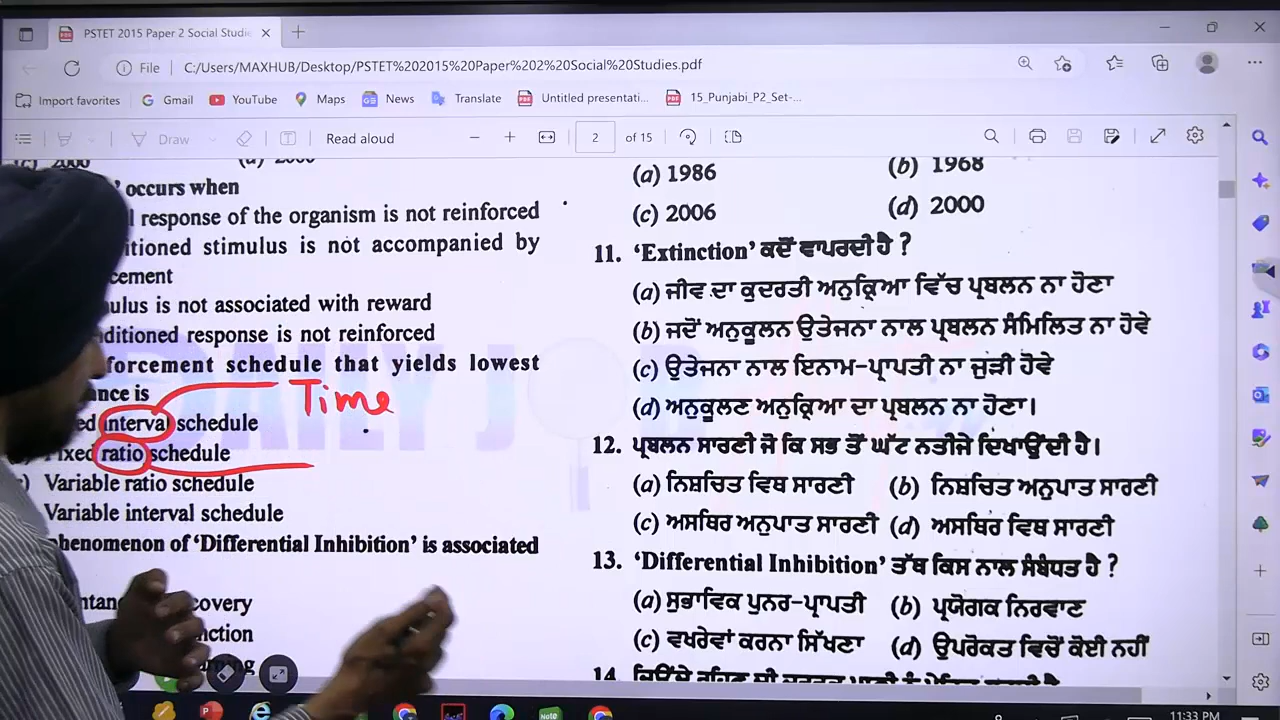 PSTET 2015 Paper 2 Social Studi
File C:/Users/MAXHUB/Desktop/PSTET%202015%20Paper%202%20Social%20Studies.pdf
Import favorites Gmail YouTube Maps News Translate Untitled presentati... 15_Punjabi_P2_Set-...
Draw Read aloud 2 of 15
(c) 2000
occurs when
response of the organism is not reinforced
itioned stimulus is not accompanied by
cement
ulus is not associated with reward
ditioned response is not reinforced
forcement schedule that yields lowest
ance is
Time
ed interval schedule
Fixed ratio schedule
Variable ratio schedule
Variable interval schedule
phenomenon of ‘Differential Inhibition’ is associated
covery
nction
DAILY J
(a) 1986 (b) 1968
(c) 2006 (d) 2000
11. ‘Extinction’ ਕਦੋਂ ਵਾਪਰਦੀ ਹੈ ?
(a) ਜੀਵ ਦਾ ਕੁਦਰਤੀ ਅਨੁਕ੍ਰਿਆ ਵਿੱਚ ਪ੍ਰਬਲਨ ਨਾ ਹੋਣਾ
(b) ਜਦੋਂ ਅਨੁਕੂਲਨ ਉਤੇਜਨਾ ਨਾਲ ਪ੍ਰਬਲਨ ਸੰਮਿਲਿਤ ਨਾ ਹੋਵੇ
(c) ਉਤੇਜਨਾ ਨਾਲ ਇਨਾਮ-ਪ੍ਰਾਪਤੀ ਨਾ ਜੁੜੀ ਹੋਵੇ
(d) ਅਨੁਕੂਲਣ ਅਨੁਕ੍ਰਿਆ ਦਾ ਪ੍ਰਬਲਨ ਨਾ ਹੋਣਾ।
12. ਪ੍ਰਬਲਨ ਸਾਰਣੀ ਜੋ ਕਿ ਸਭ ਤੋਂ ਘੱਟ ਨਤੀਜੇ ਦਿਖਾਉਂਦੀ ਹੈ।
(a) ਨਿਸ਼ਚਿਤ ਵਿਥ ਸਾਰਣੀ (b) ਨਿਸ਼ਚਿਤ ਅਨੁਪਾਤ ਸਾਰਣੀ
(c) ਅਸਥਿਰ ਅਨੁਪਾਤ ਸਾਰਣੀ (d) ਅਸਥਿਰ ਵਿਥ ਸਾਰਣੀ
13. ‘Differential Inhibition’ ਤੱਥ ਕਿਸ ਨਾਲ ਸੰਬੰਧਤ ਹੈ ?
(a) ਸੁਭਾਵਿਕ ਪੁਨਰ-ਪ੍ਰਾਪਤੀ (b) ਪ੍ਰਯੋਗਕ ਨਿਰਵਾਣ
(c) ਵਖਰੇਵਾਂ ਕਰਨਾ ਸਿੱਖਣਾ (d) ਉਪਰੋਕਤ ਵਿਚੋਂ ਕੋਈ ਨਹੀਂ
14.
11:33 PM